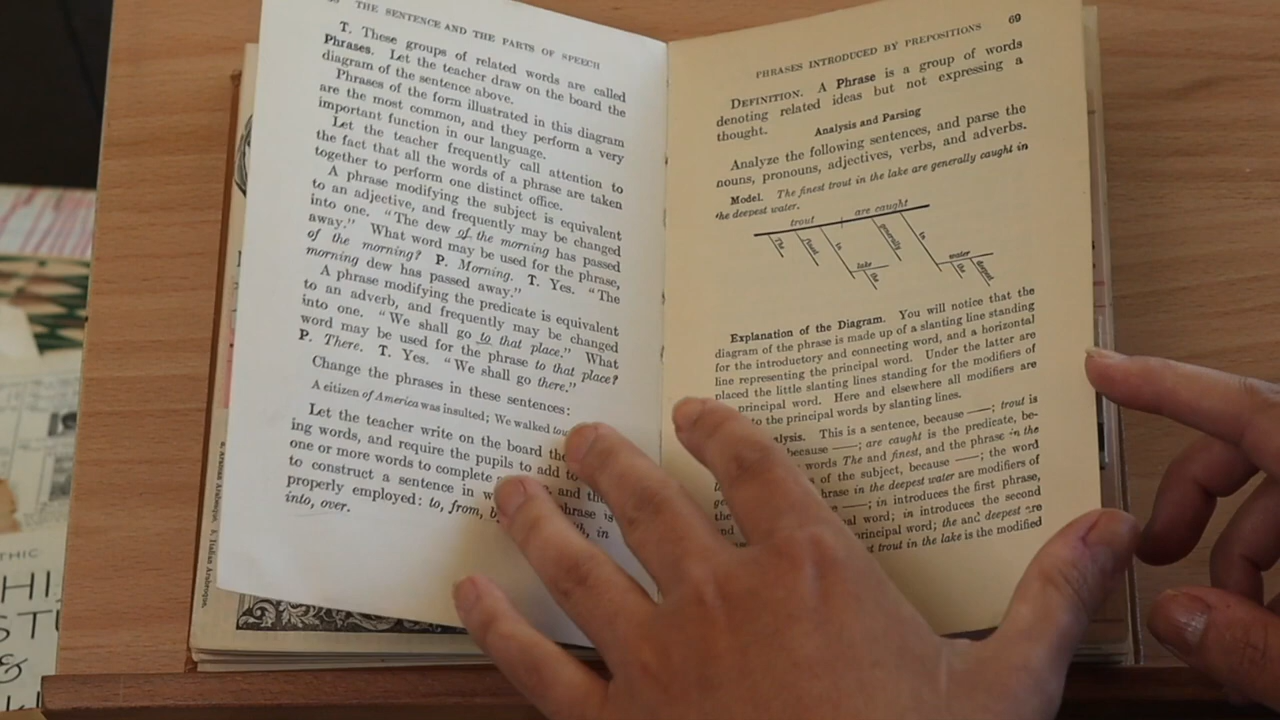 THE SENTENCE AND THE PARTS OF SPEECH
T. These groups of related words are called
Phrases. Let the teacher draw on the board the
diagram of the sentence above.
Phrases of the form illustrated in this diagram
are the most common, and they perform a very
important function in our language.
Let the teacher frequently call attention to
the fact that all the words of a phrase are taken
together to perform one distinct office.
A phrase modifying the subject is equivalent
to an adjective, and frequently may be changed
into one. "The dew of the morning has passed
away." What word may be used for the phrase,
of the morning? P. Morning. T. Yes. "The
morning dew has passed away."
A phrase modifying the predicate is equivalent
to an adverb, and frequently may be changed
into one. "We shall go to that place." What
word may be used for the phrase to that place?
P. There. T. Yes. "We shall go there."
Change the phrases in these sentences:
A citizen of America was insulted; We walked
Let the teacher write on the board the
ing words, and require the pupils to add to
one or more words to complete and the
to construct a sentence in phrase is
properly employed: to, from, in
into, over.
69
PHRASES INTRODUCED BY PREPOSITIONS
DEFINITION. A Phrase is a group of words
denoting related ideas but not expressing a
thought.
Analysis and Parsing
Analyze the following sentences, and parse the
nouns, pronouns, adjectives, verbs, and adverbs.
Model. The finest trout in the lake are generally caught in
the deepest water.
trout are caught
The finest in generally in
lake the water the deepest
Explanation of the Diagram. You will notice that the
diagram of the phrase is made up of a slanting line standing
for the introductory and connecting word, and a horizontal
line representing the principal word. Under the latter are
placed the little slanting lines standing for the modifiers of
principal word. Here and elsewhere all modifiers are
to the principal words by slanting lines.
This is a sentence, because ——; trout is
because ——; are caught is the predicate, be-
words The and finest, and the phrase in the
of the subject, because ——; the word
phrase in the deepest water are modifiers of
——; in introduces the first phrase,
word; in introduces the second
principal word; the and deepest are
trout in the lake is the modified
6. Italian Arabesque.
THIC
HI
ST
&